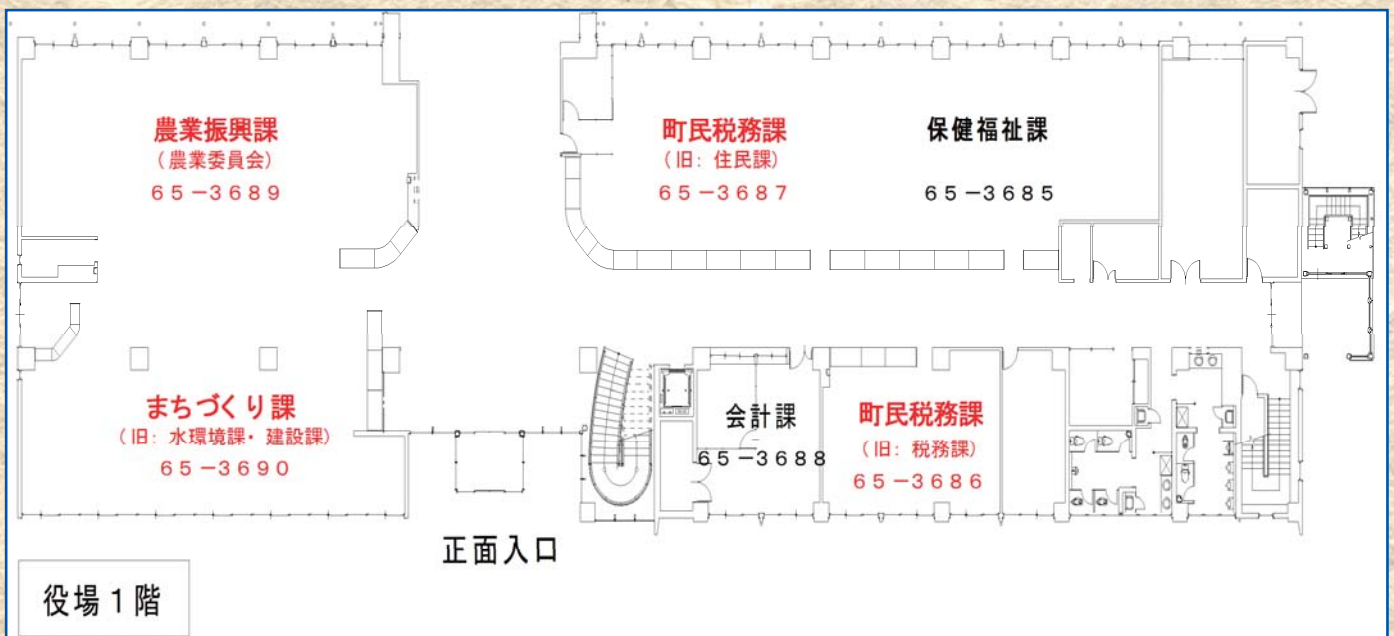 農業振興課
（農業委員会）
６５－３６８９
町民税務課
（旧：住民課）
６５－３６８７
保健福祉課
６５－３６８５
まちづくり課
（旧：水環境課・建設課）
６５－３６９０
会計課
６５－３６８８
町民税務課
（旧：税務課）
６５－３６８６
正面入口
役場１階